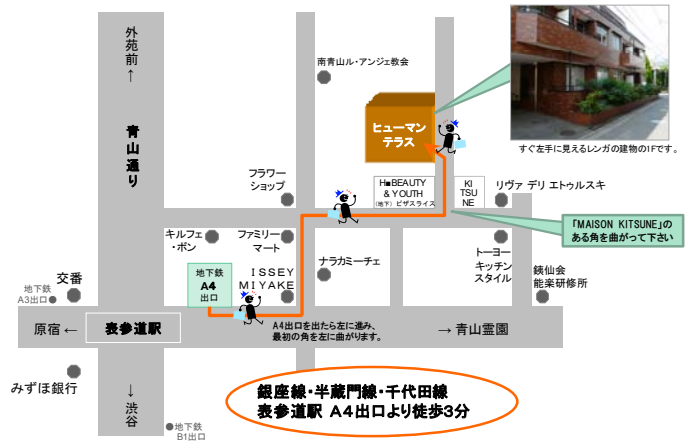 外苑前
↑
青山通り
南青山ル・アンジェ教会
ヒューマン
テラス
すぐ左手に見えるレンガの建物の1Fです。
フラワー
ショップ
H■BEAUTY
& YOUTH
(地下) ピザスライス
KI
TSU
NE
リヴァ デリ エトゥルスキ
「MAISON KITSUNE」の
ある角を曲がって下さい
キルフェ
・ボン
ファミリー
マート
ナラカミーチェ
トーヨー
キッチン
スタイル
銕仙会
能楽研修所
地下鉄
A4
出口
ISSEY
MIYAKE
交番
地下鉄
A3出口
原宿 ←
表参道駅
A4出口を出たら左に進み、
最初の角を左に曲がります。
→ 青山霊園
みずほ銀行
↓
渋谷
地下鉄
B1出口
銀座線・半蔵門線・千代田線
表参道駅 A4出口より徒歩3分